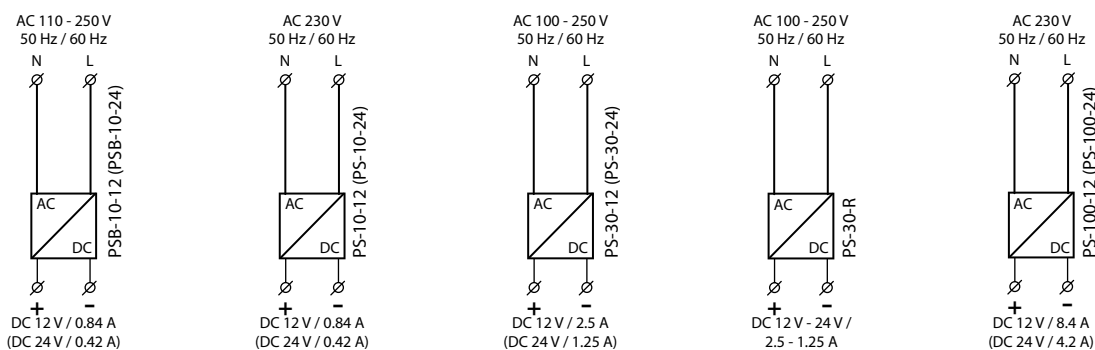 AC 110 - 250 V
50 Hz / 60 Hz
N L
PSB-10-12 (PSB-10-24)
AC
DC
+ -
DC 12 V / 0.84 A
(DC 24 V / 0.42 A)
AC 230 V
50 Hz / 60 Hz
N L
PS-10-12 (PS-10-24)
AC
DC
+ -
DC 12 V / 0.84 A
(DC 24 V / 0.42 A)
AC 100 - 250 V
50 Hz / 60 Hz
N L
PS-30-12 (PS-30-24)
AC
DC
+ -
DC 12 V / 2.5 A
(DC 24 V / 1.25 A)
AC 100 - 250 V
50 Hz / 60 Hz
N L
PS-30-R
AC
DC
+ -
DC 12 V - 24 V /
2.5 - 1.25 A
AC 230 V
50 Hz / 60 Hz
N L
PS-100-12 (PS-100-24)
AC
DC
+ -
DC 12 V / 8.4 A
(DC 24 V / 4.2 A)